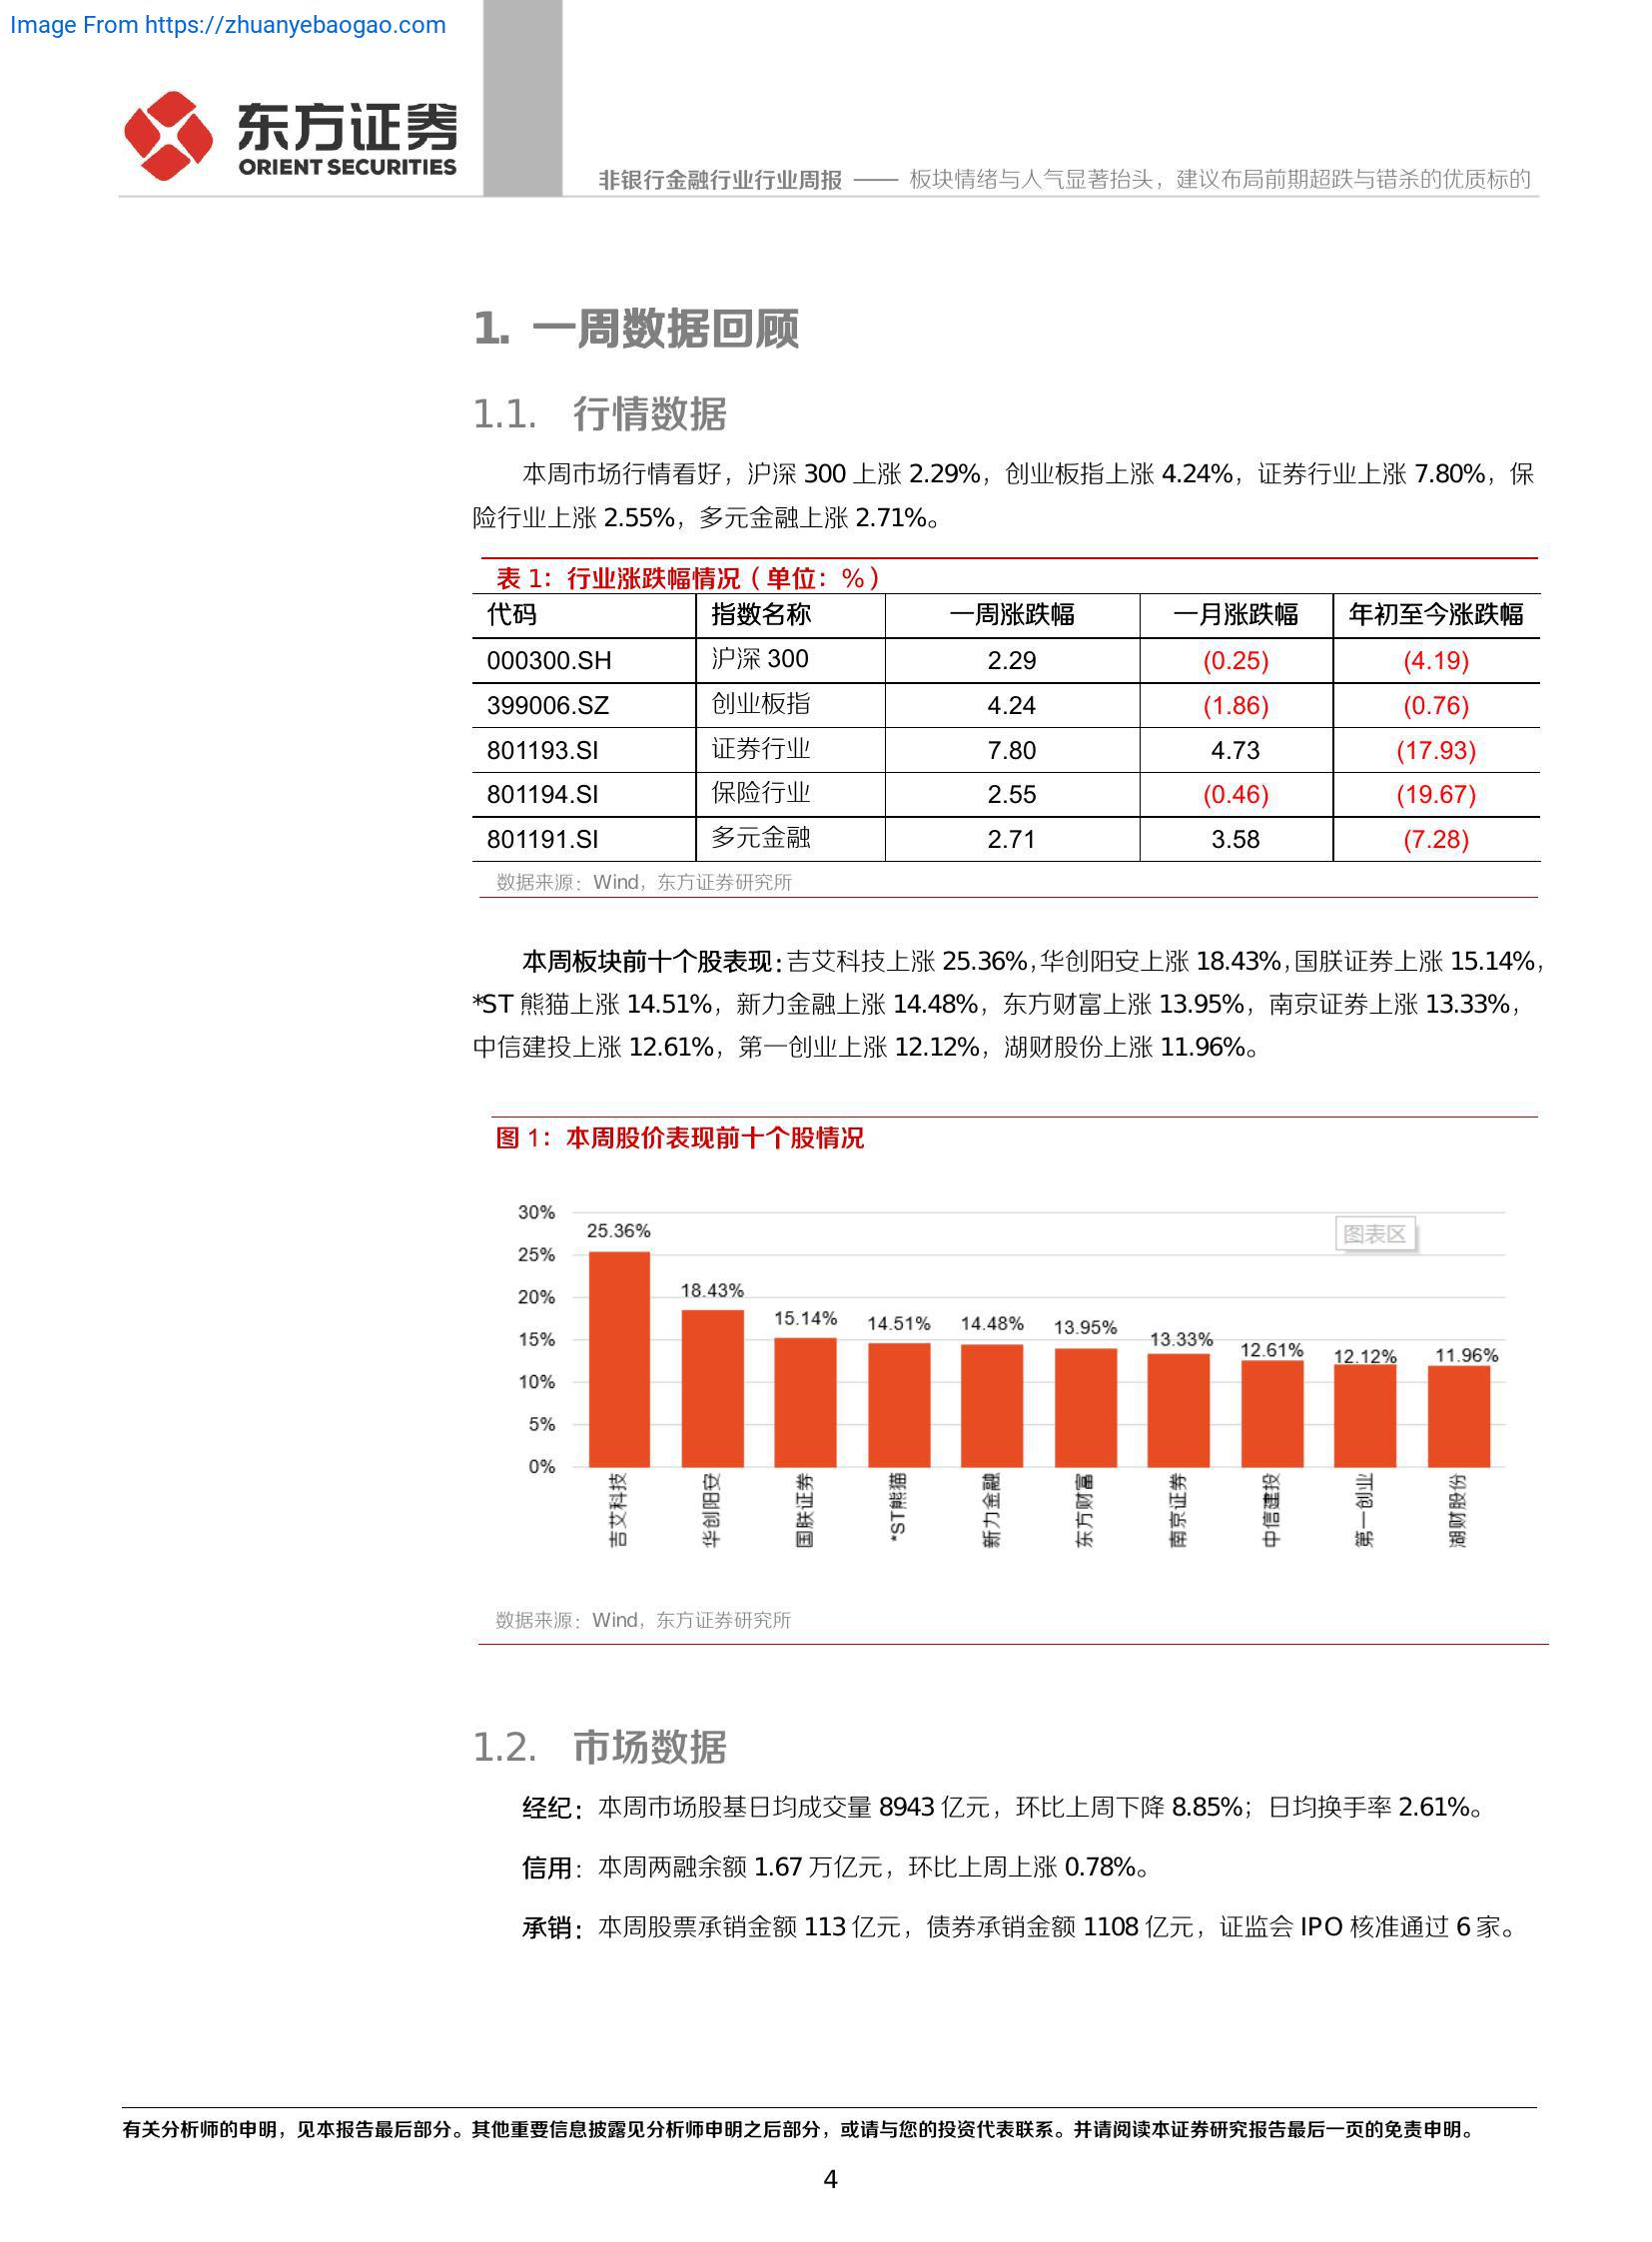 Image From https://zhuanyebaogao.com
东方证券
ORIENT SECURITIES
非银行金融行业行业周报 —— 板块情绪与人气显著抬头，建议布局前期超跌与错杀的优质标的
1. 一周数据回顾
1.1. 行情数据
本周市场行情看好，沪深 300 上涨 2.29%，创业板指上涨 4.24%，证券行业上涨 7.80%，保
险行业上涨 2.55%，多元金融上涨 2.71%。
表 1：行业涨跌幅情况（单位：%）
代码 指数名称 一周涨跌幅 一月涨跌幅 年初至今涨跌幅
000300.SH 沪深 300 2.29 (0.25) (4.19)
399006.SZ 创业板指 4.24 (1.86) (0.76)
801193.SI 证券行业 7.80 4.73 (17.93)
801194.SI 保险行业 2.55 (0.46) (19.67)
801191.SI 多元金融 2.71 3.58 (7.28)
数据来源：Wind，东方证券研究所
本周板块前十个股表现：吉艾科技上涨 25.36%，华创阳安上涨 18.43%，国联证券上涨 15.14%，
*ST 熊猫上涨 14.51%，新力金融上涨 14.48%，东方财富上涨 13.95%，南京证券上涨 13.33%，
中信建投上涨 12.61%，第一创业上涨 12.12%，湖财股份上涨 11.96%。
图 1：本周股价表现前十个股情况
30%
25%
20%
15%
10%
5%
0%
图表区
25.36% 18.43% 15.14% 14.51% 14.48% 13.95% 13.33% 12.61% 12.12% 11.96%
吉艾科技 华创阳安 国联证券 *ST熊猫 新力金融 东方财富 南京证券 中信建投 第一创业 湖财股份
数据来源：Wind，东方证券研究所
1.2. 市场数据
经纪：本周市场股基日均成交量 8943 亿元，环比上周下降 8.85%；日均换手率 2.61%。
信用：本周两融余额 1.67 万亿元，环比上周上涨 0.78%。
承销：本周股票承销金额 113 亿元，债券承销金额 1108 亿元，证监会 IPO 核准通过 6 家。
有关分析师的申明，见本报告最后部分。其他重要信息披露见分析师申明之后部分，或请与您的投资代表联系。并请阅读本证券研究报告最后一页的免责申明。
4